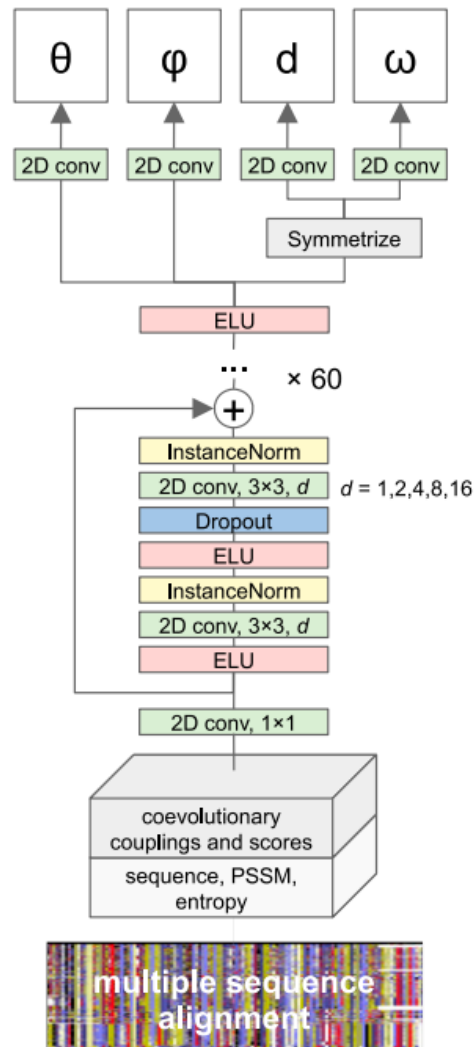 θ φ d ω
2D conv 2D conv 2D conv 2D conv
Symmetrize
ELU
...
× 60
+
InstanceNorm
2D conv, 3×3, d d = 1,2,4,8,16
Dropout
ELU
InstanceNorm
2D conv, 3×3, d
ELU
2D conv, 1×1
coevolutionary
couplings and scores
sequence, PSSM,
entropy
multiple sequence
alignment